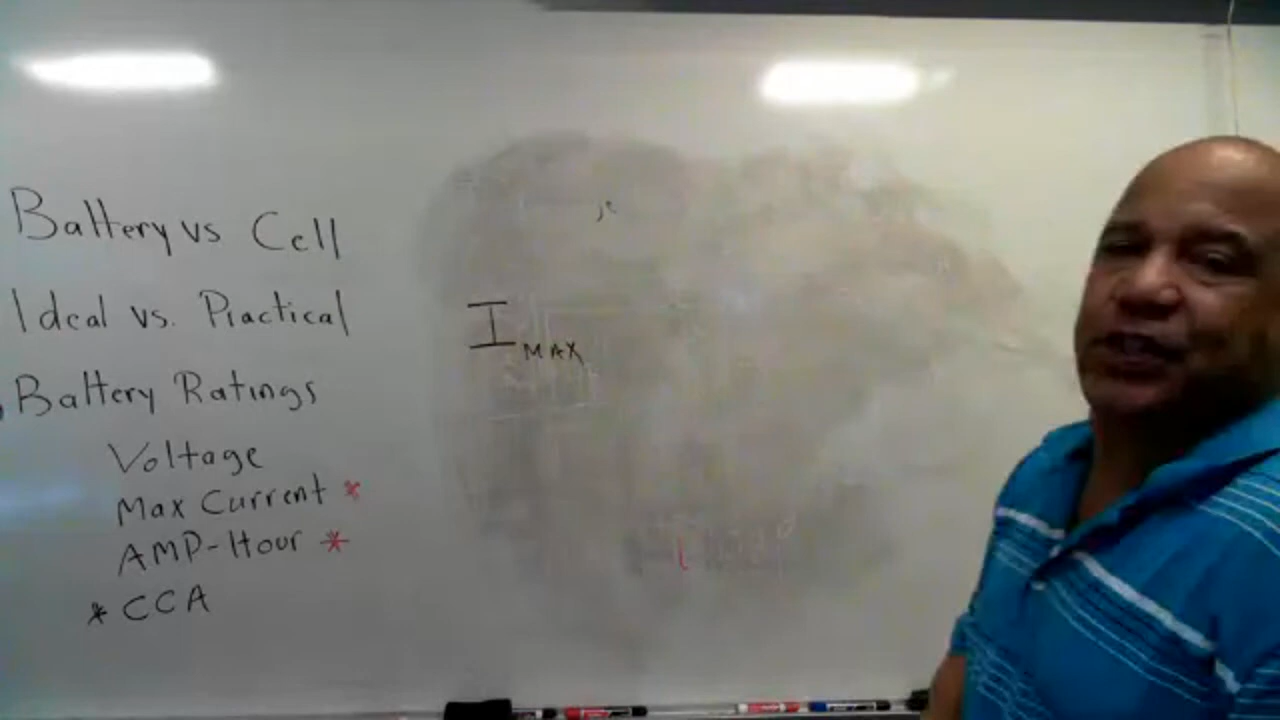 Battery vs Cell
Ideal vs. Practical
Battery Ratings
Voltage
Max Current *
AMP-Hour *
* CCA
I MAX